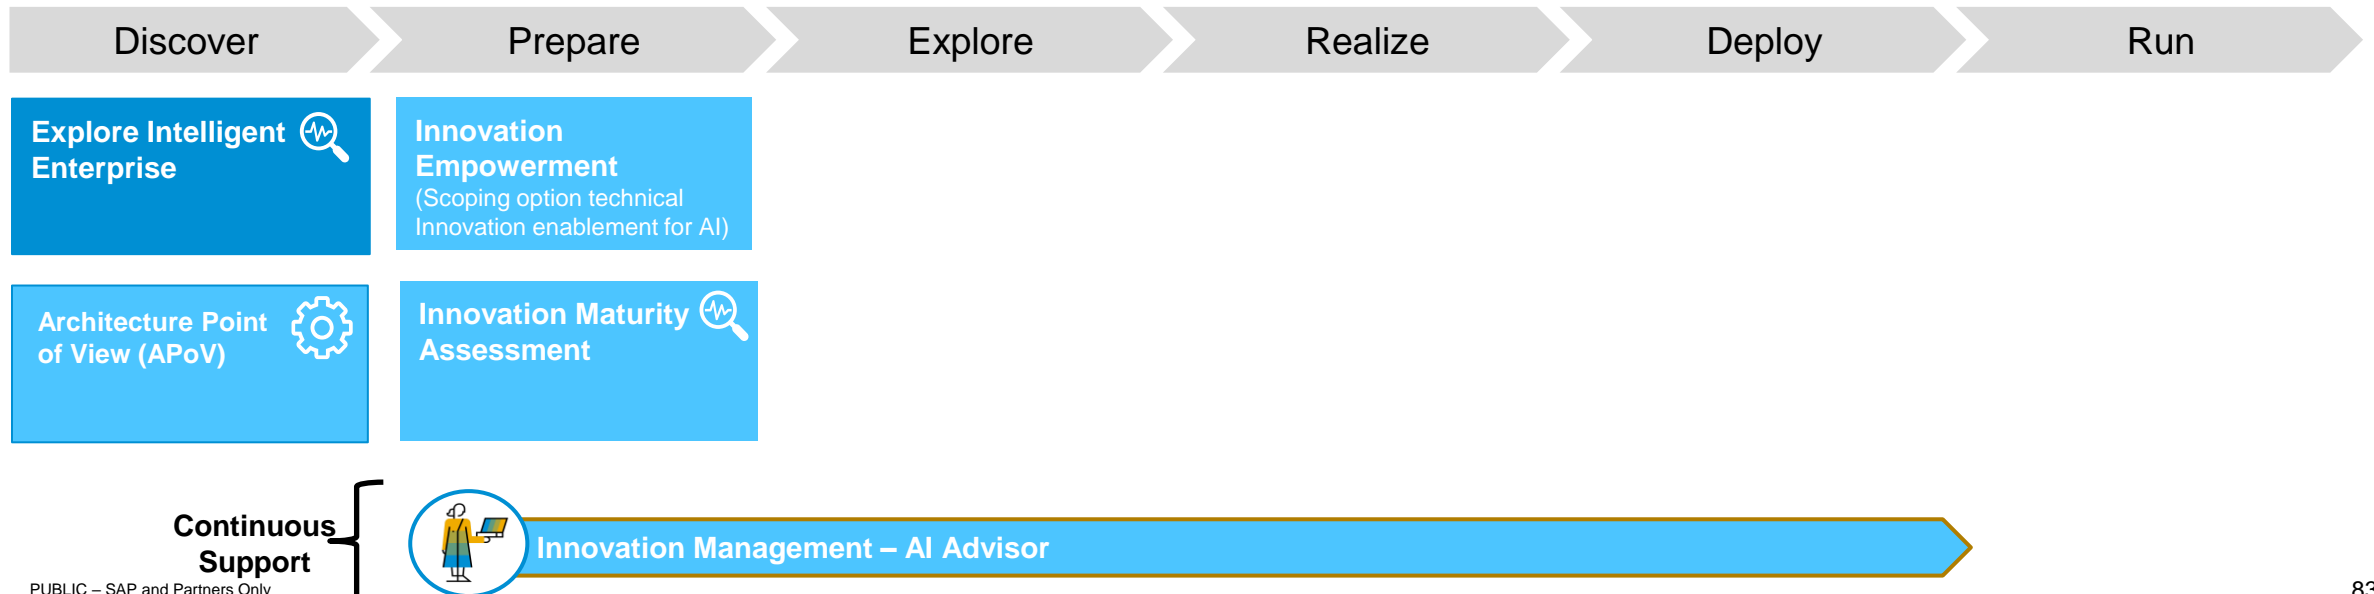 Discover
Prepare
Explore
Realize
Deploy
Run
Explore Intelligent
Enterprise
Innovation
Empowerment
(Scoping option technical
Innovation enablement for AI)
Architecture Point
of View (APoV)
Innovation Maturity
Assessment
Continuous
Support
Innovation Management – AI Advisor
PUBLIC – SAP and Partners Only
83